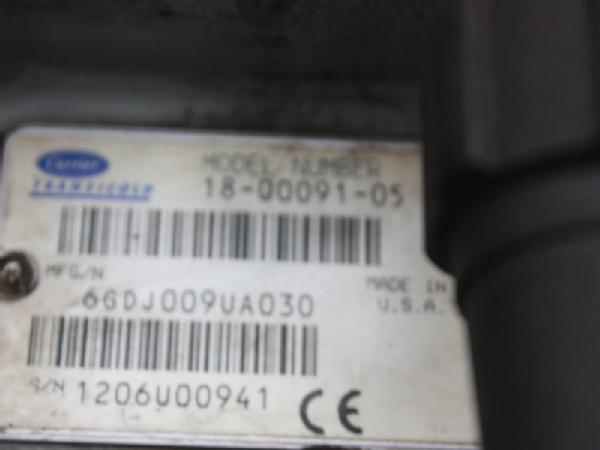 Carrier
TRANSICOLD
MODEL NUMBER
18-00091-05
MFG/N
6GDJ009UA030
MADE IN
U.S.A.
S/N 1206U00941
CE